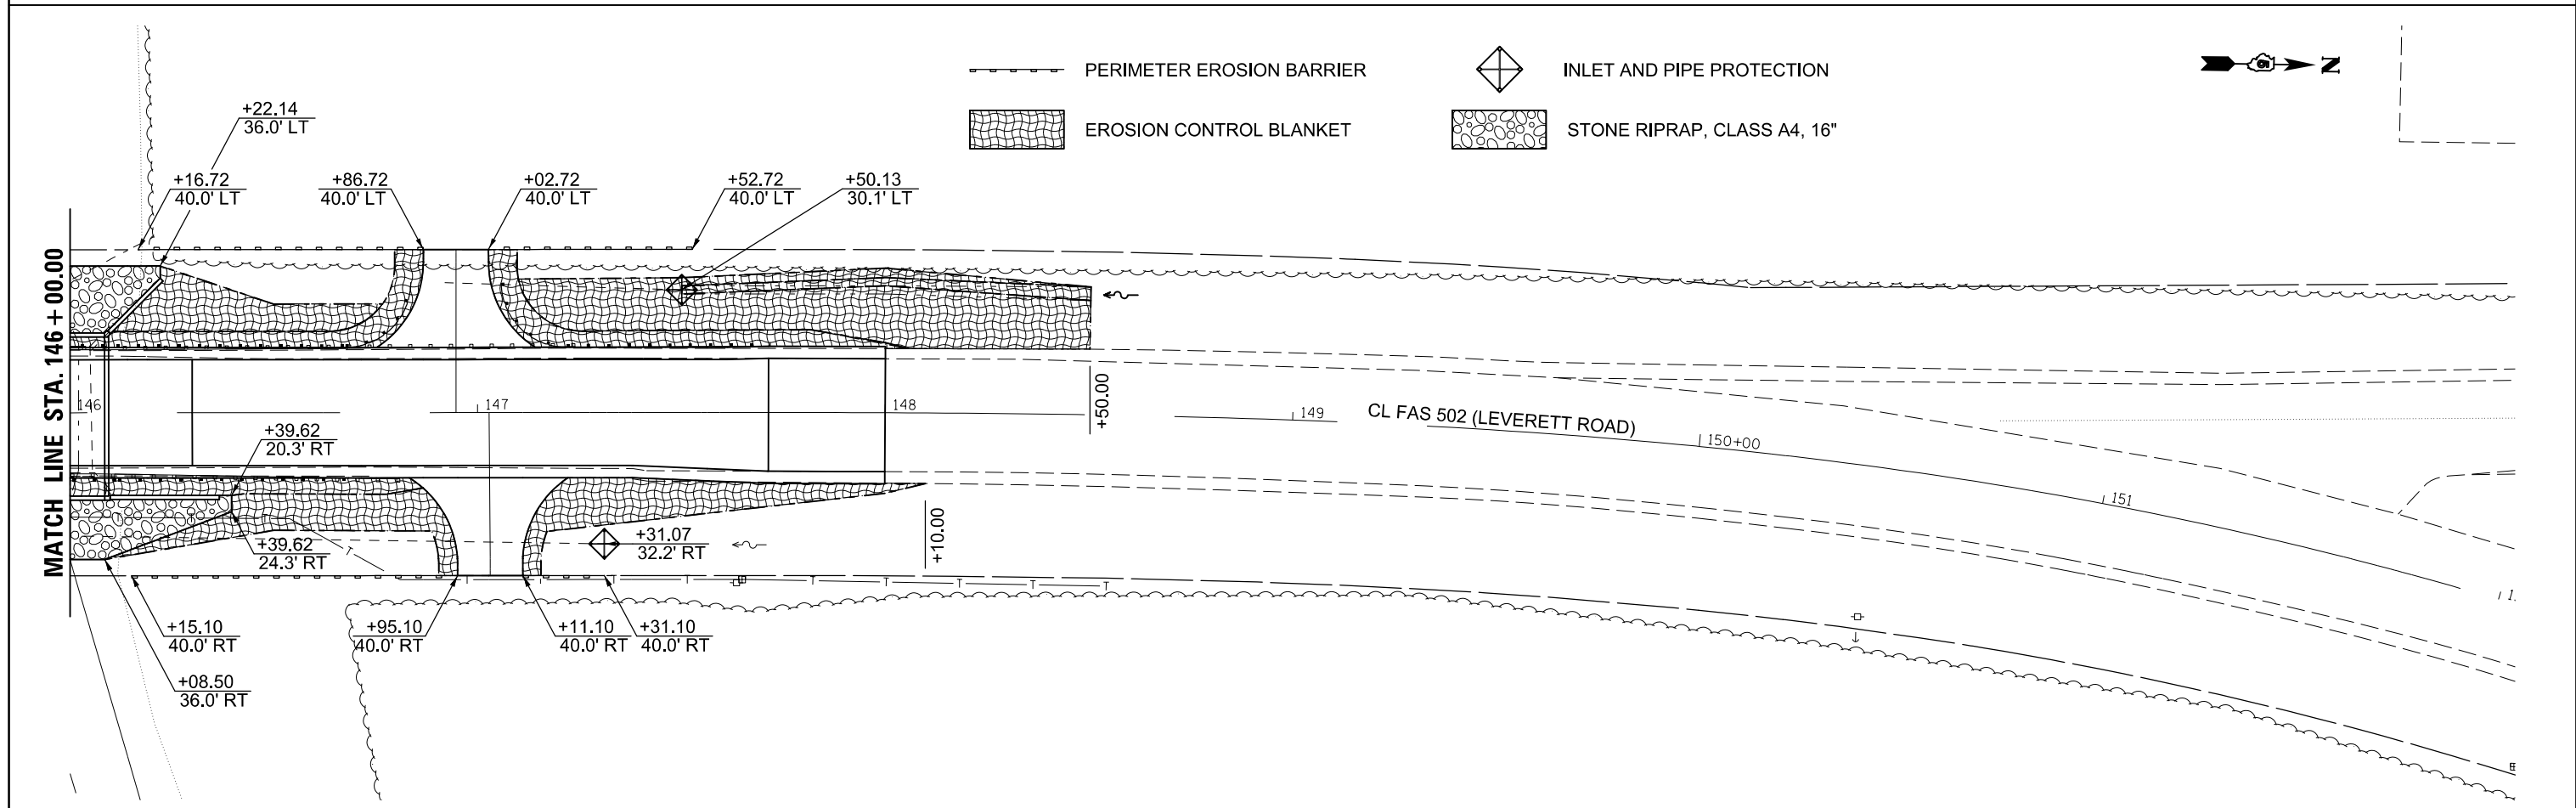 PERIMETER EROSION BARRIER
INLET AND PIPE PROTECTION
N
EROSION CONTROL BLANKET
STONE RIPRAP, CLASS A4, 16"
+22.14
36.0' LT
+16.72
40.0' LT
+86.72
40.0' LT
+02.72
40.0' LT
+52.72
40.0' LT
+50.13
30.1' LT
MATCH LINE STA. 146 + 00.00
146
147
148
+50.00
149
CL FAS 502 (LEVERETT ROAD)
150+00
151
+39.62
20.3' RT
+39.62
24.3' RT
+31.07
32.2' RT
+10.00
T
T
T
T
T
T
T
+15.10
40.0' RT
+95.10
40.0' RT
+11.10
40.0' RT
+31.10
40.0' RT
+08.50
36.0' RT